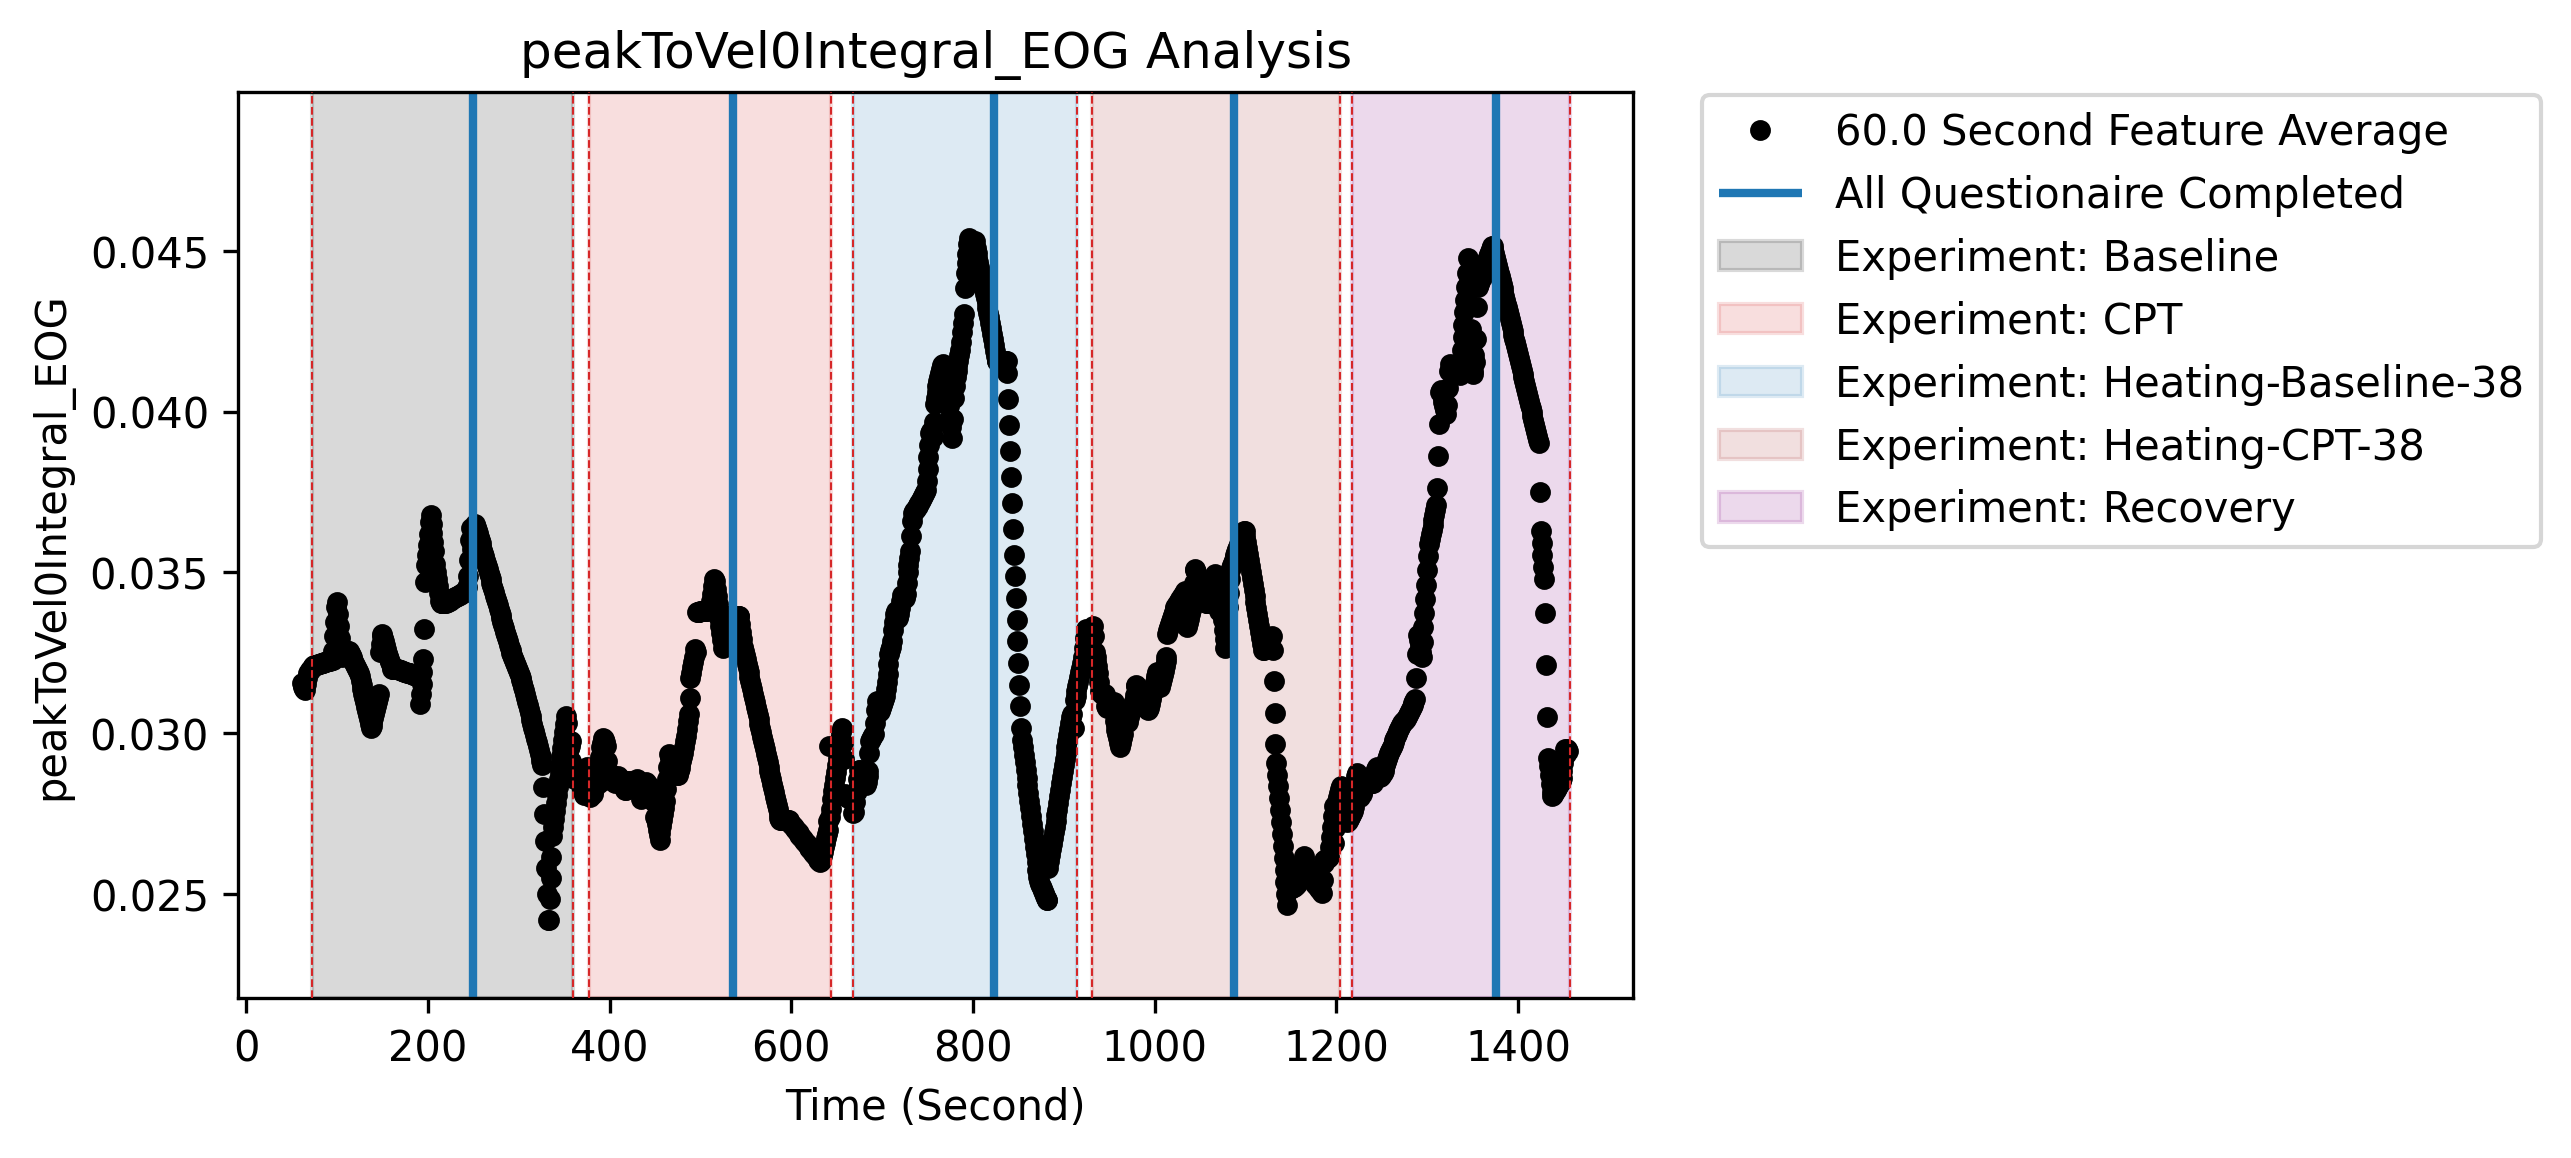 peakToVel0Integral_EOG Analysis
peakToVel0Integral_EOG
0.045
0.040
0.035
0.030
0.025
0 200 400 600 800 1000 1200 1400
Time (Second)
60.0 Second Feature Average
All Questionaire Completed
Experiment: Baseline
Experiment: CPT
Experiment: Heating-Baseline-38
Experiment: Heating-CPT-38
Experiment: Recovery